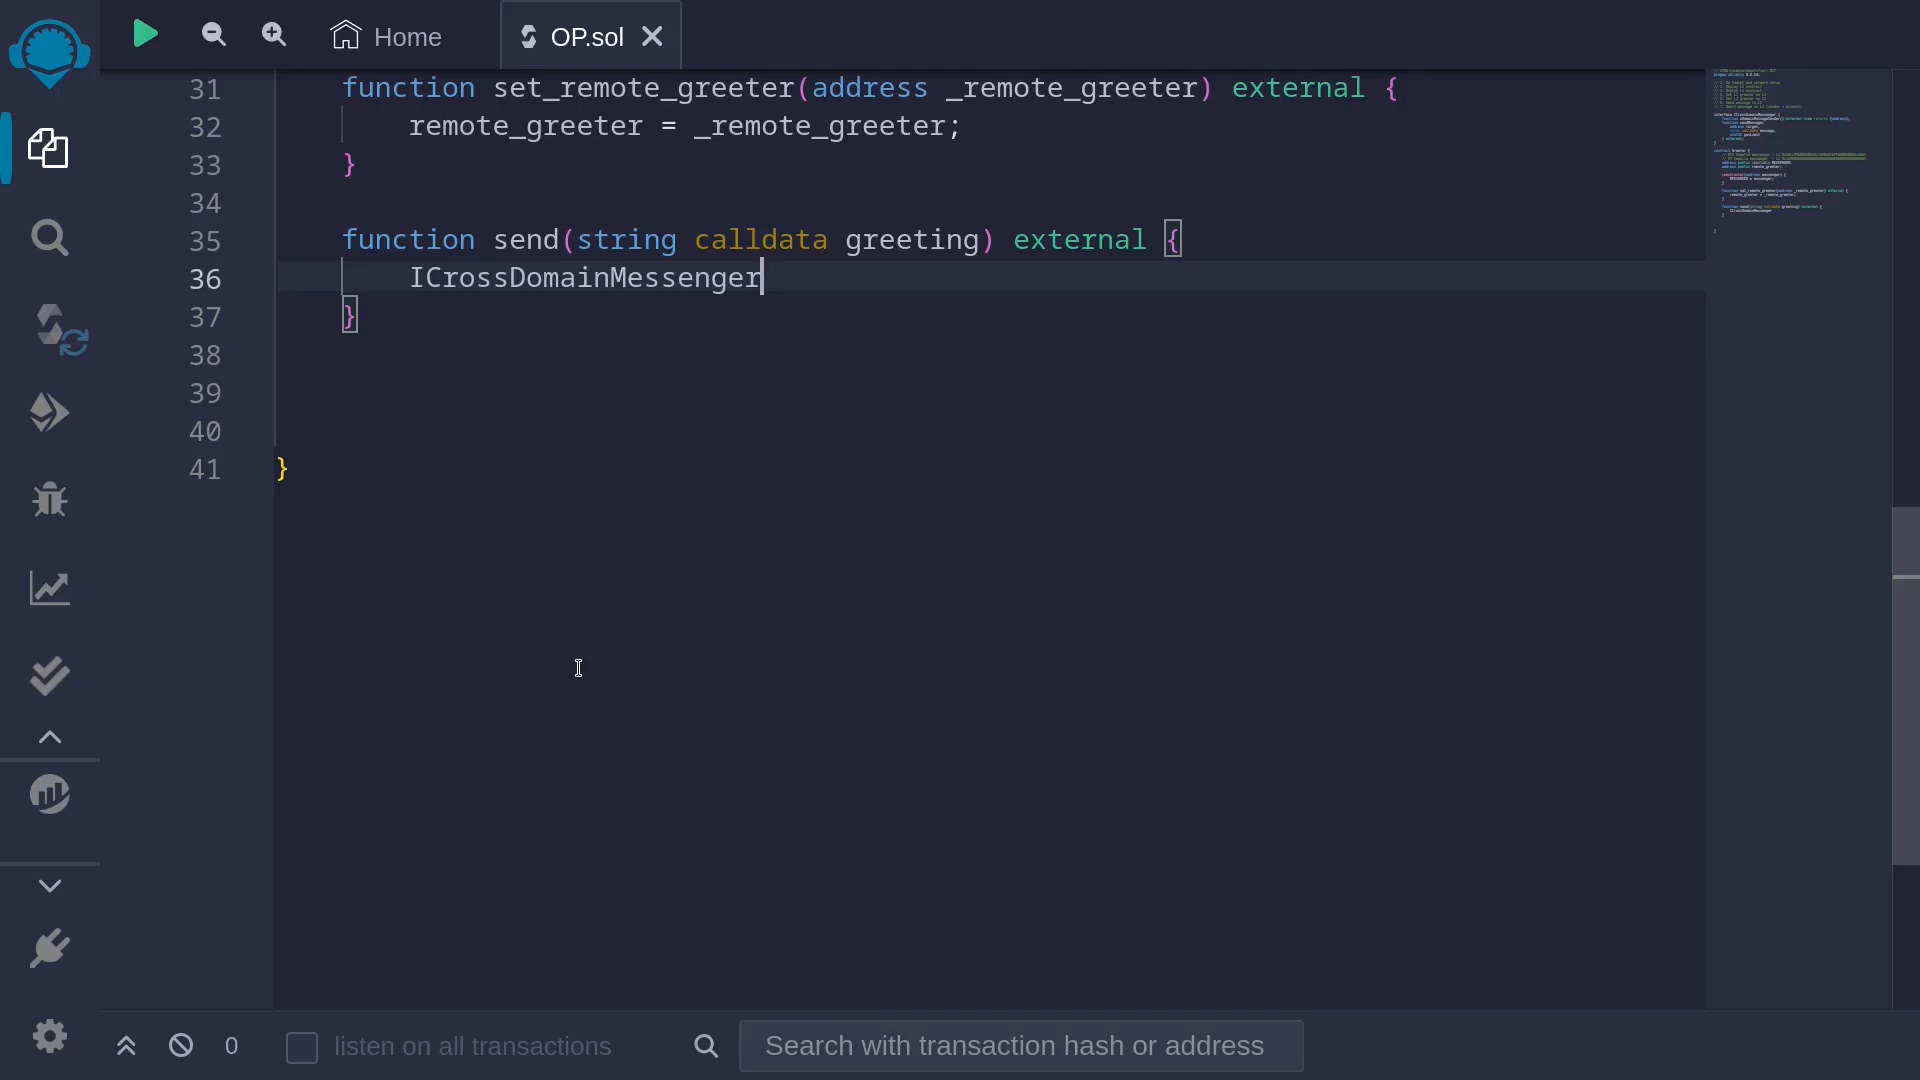 Home
OP.sol
31 function set_remote_greeter(address _remote_greeter) external {
32 remote_greeter = _remote_greeter;
33 }
34
35 function send(string calldata greeting) external {
36 ICrossDomainMessenger
37 }
38
39
40
41 }
0
listen on all transactions
Search with transaction hash or address